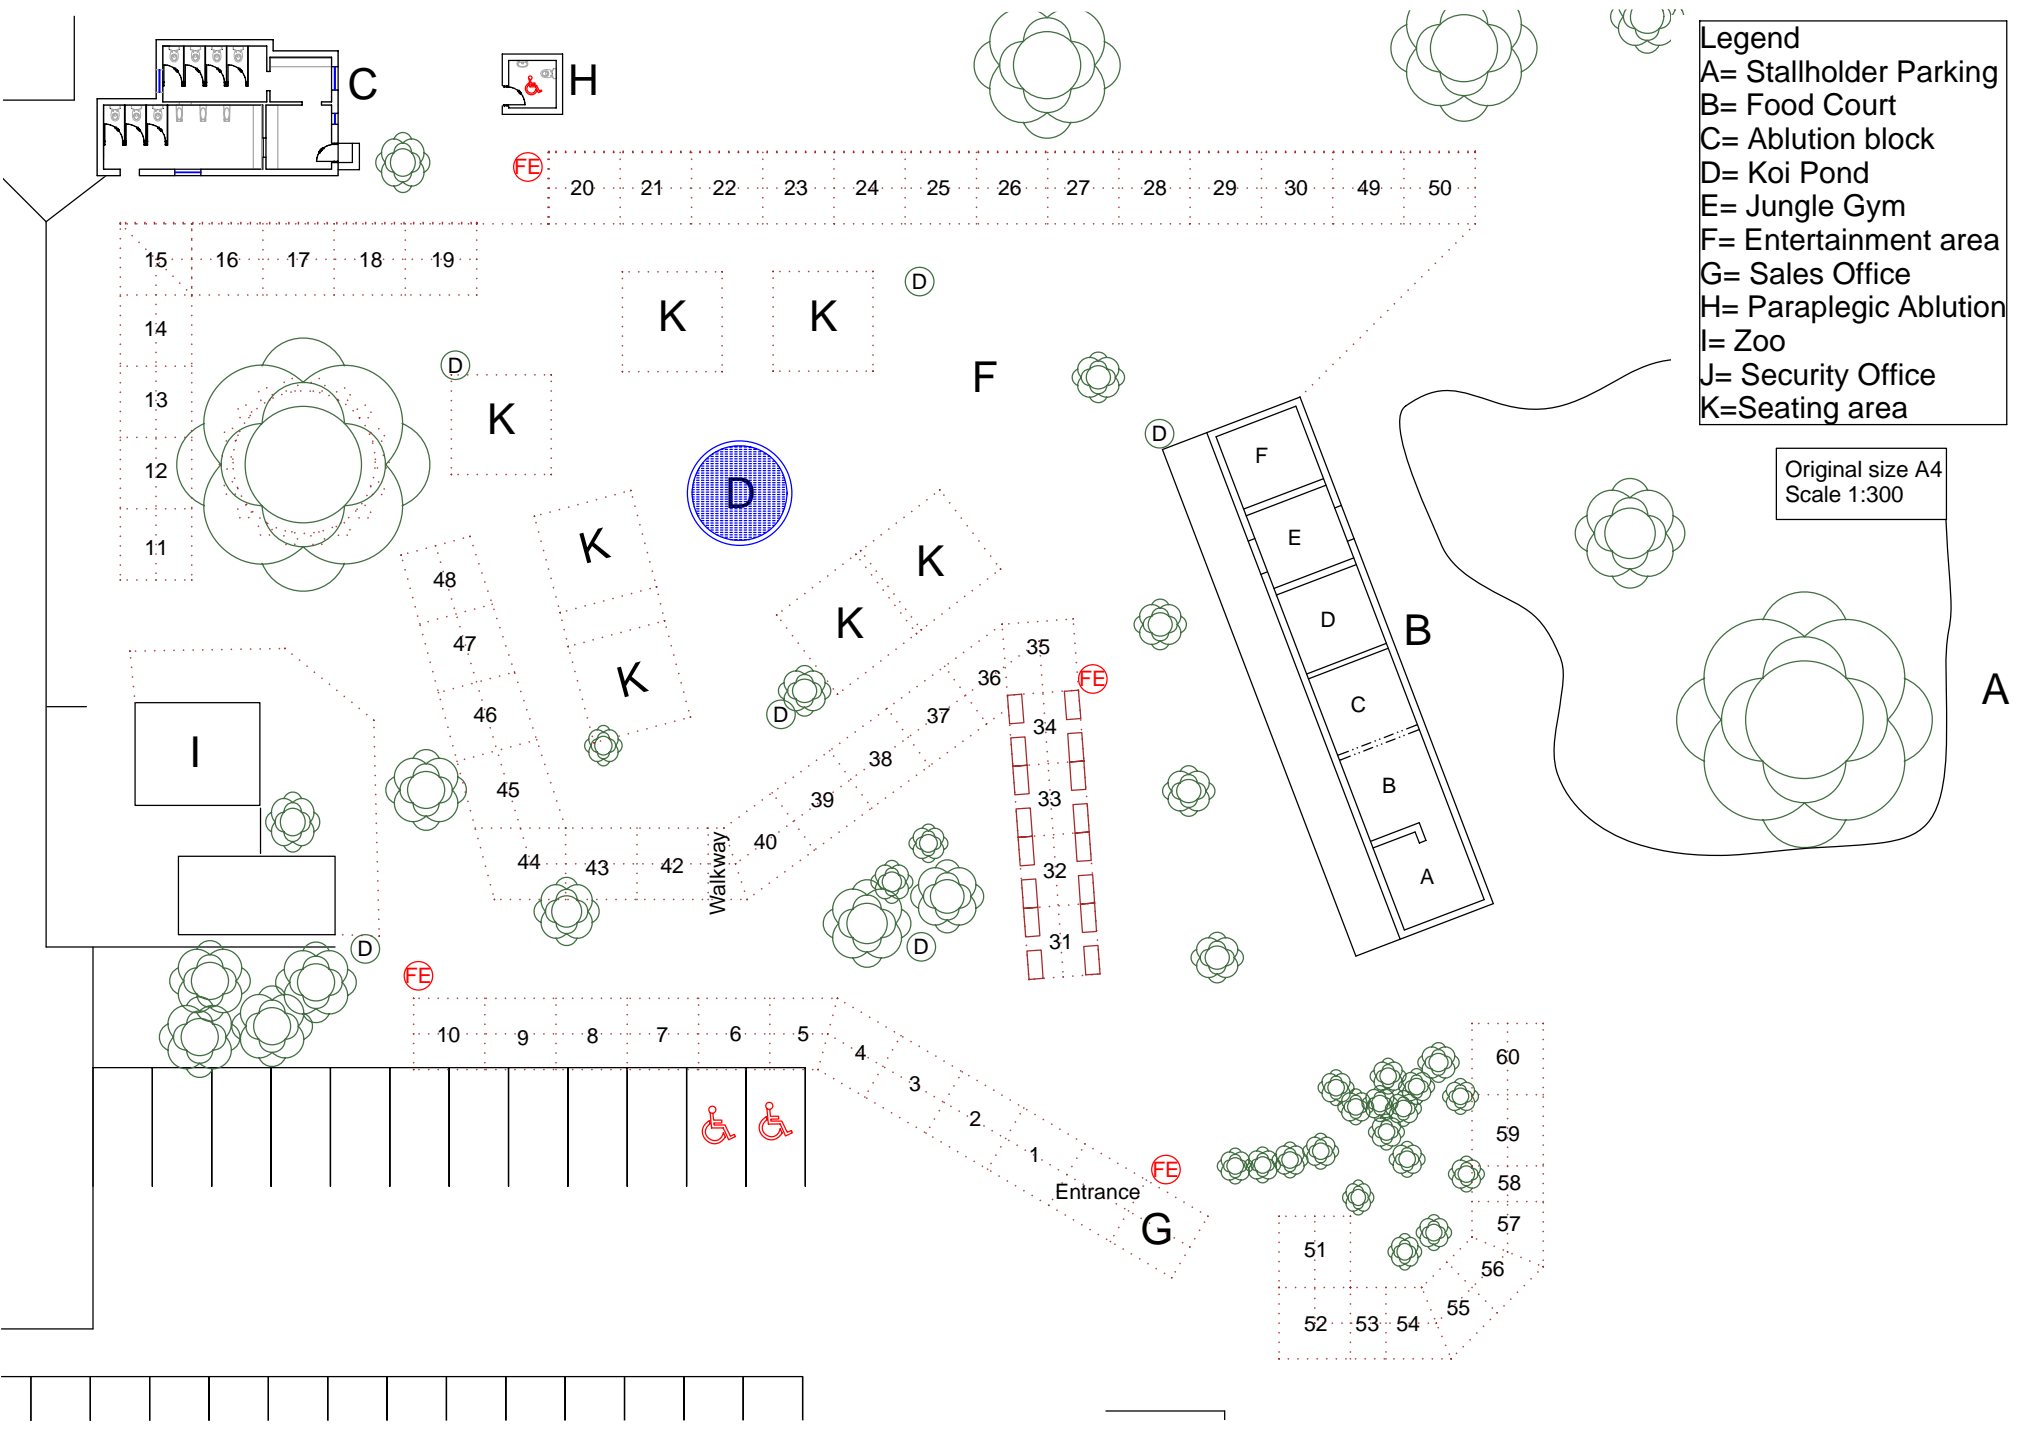 Legend
A= Stallholder Parking
B= Food Court
C= Ablution block
D= Koi Pond
E= Jungle Gym
F= Entertainment area
G= Sales Office
H= Paraplegic Ablution
I= Zoo
J= Security Office
K=Seating area
Original size A4
Scale 1:300
C
H
FE
20 21 22 23 24 25 26 27 28 29 30 49 50
15 16 17 18 19
14
13
12
11
K
K
D
D
K
F
D
D
K
K
K
K
K
D
48
47
46
45
44 43 42
Walkway
40
39
38
37
36
35
FE
34
33
32
31
D
F
E
D
C
B
A
B
A
I
D
FE
10 9 8 7 6 5
4
3
2
1
Entrance
FE
G
60
59
58
57
56
55
51
52 53 54